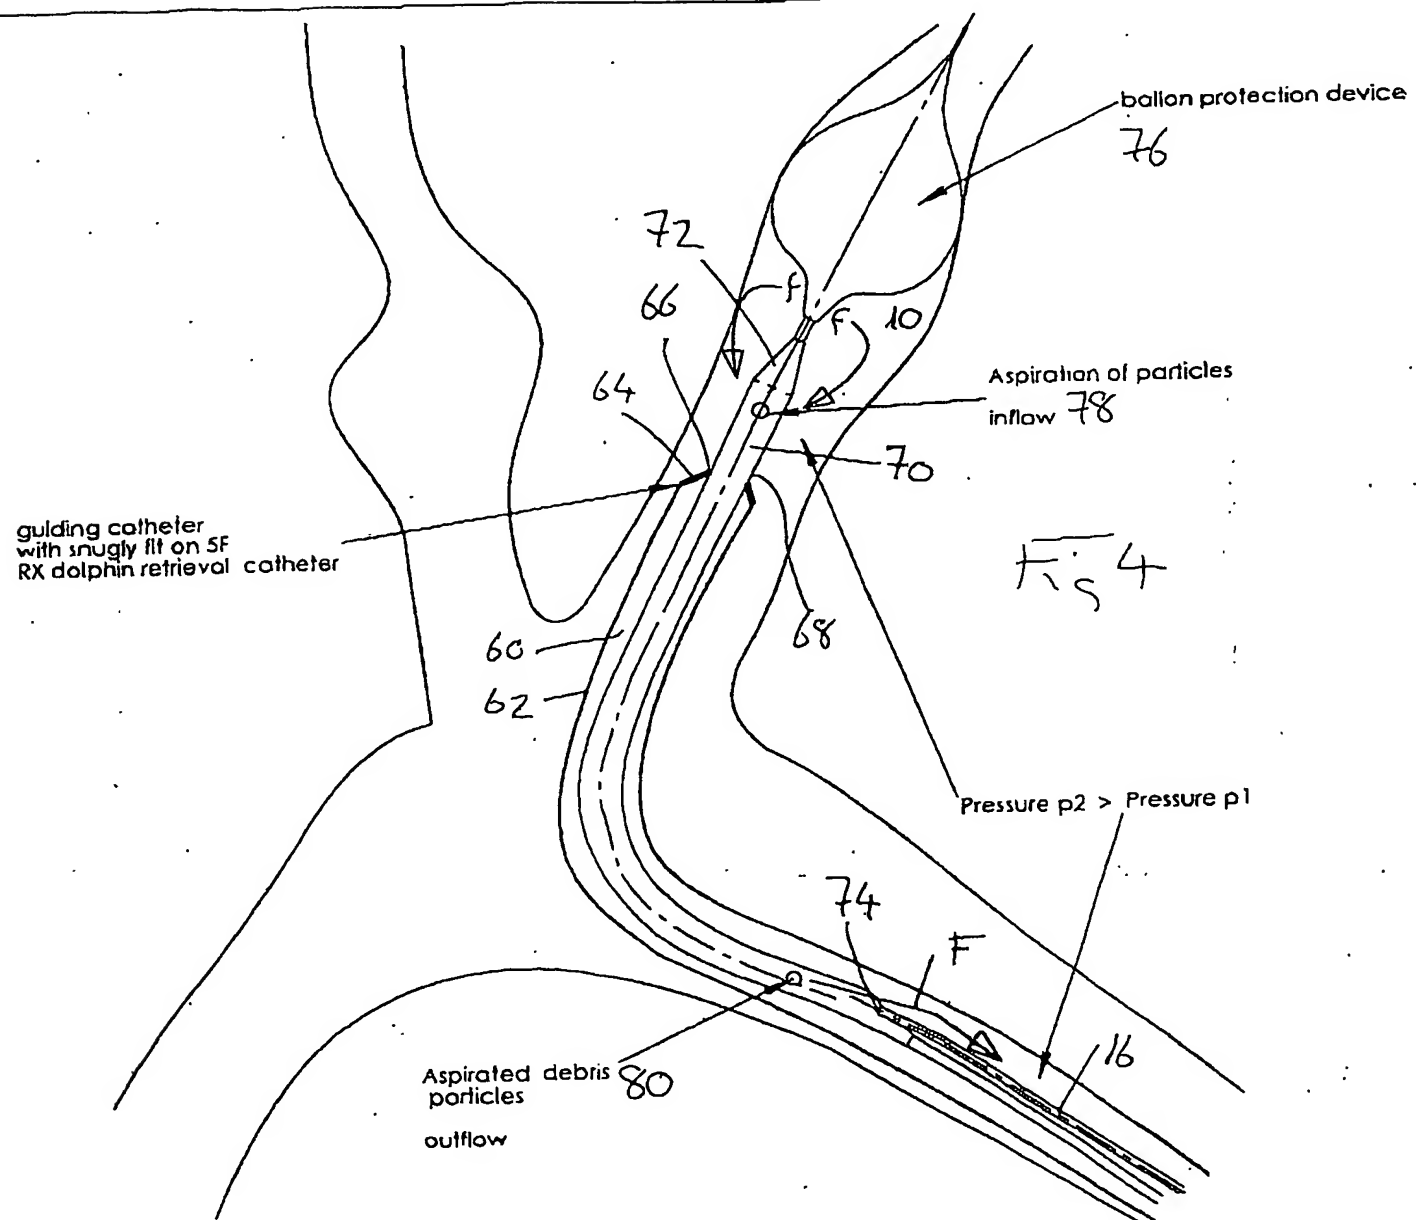 ballon protection device
76
72
66
f
F
10
64
Aspiration of particles
inflow 78
70
guiding catheter
with snugly fit on 5F
RX dolphin retrieval catheter
Fig 4
68
60
62
Pressure p2 > Pressure p1
74
F
16
Aspirated debris 80
particles
outflow